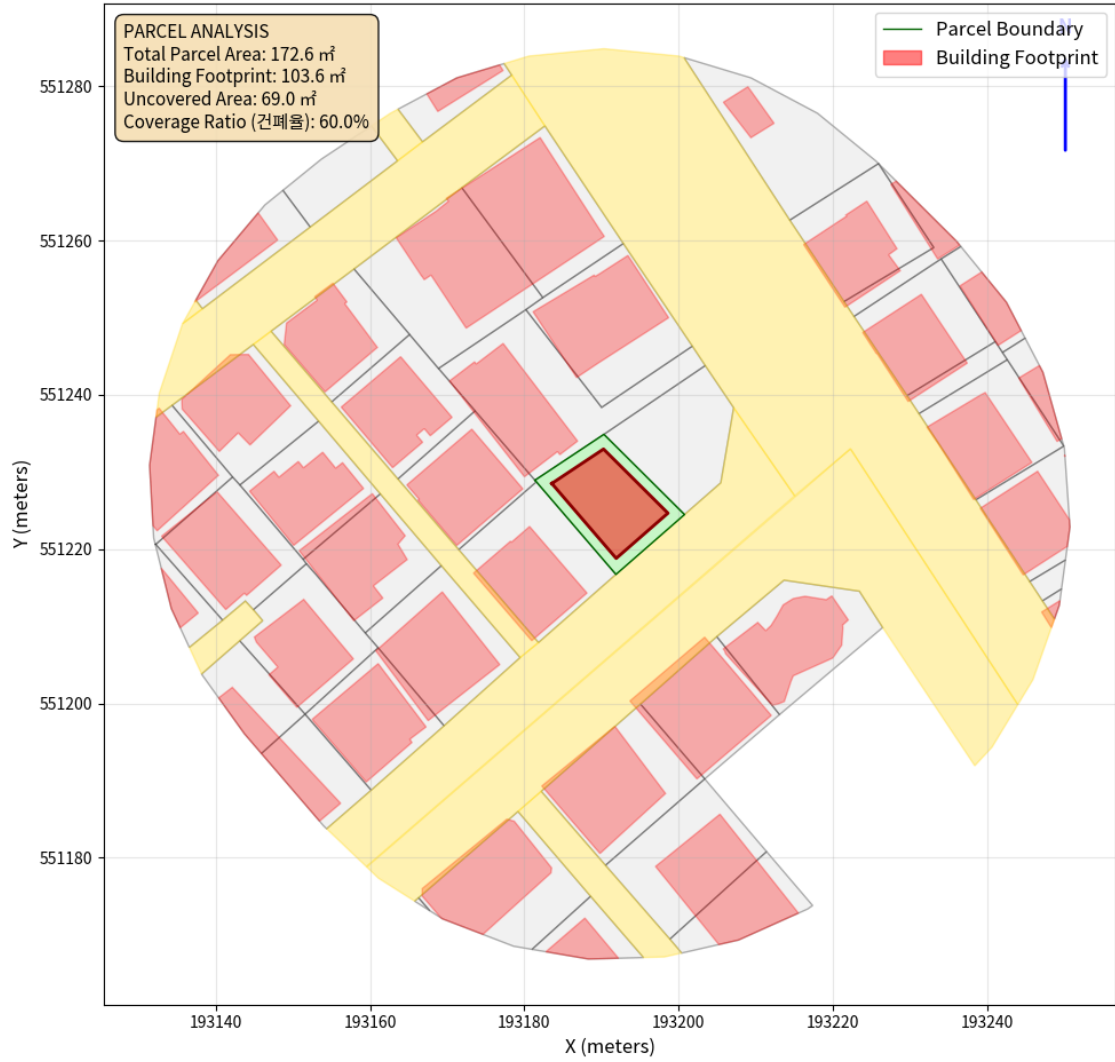 PARCEL ANALYSIS
Total Parcel Area: 172.6 ㎡
Building Footprint: 103.6 ㎡
Uncovered Area: 69.0 ㎡
Coverage Ratio (건폐율): 60.0%
N
Parcel Boundary
Building Footprint
551280
551260
551240
551220
551200
551180
Y (meters)
193140
193160
193180
193200
193220
193240
X (meters)